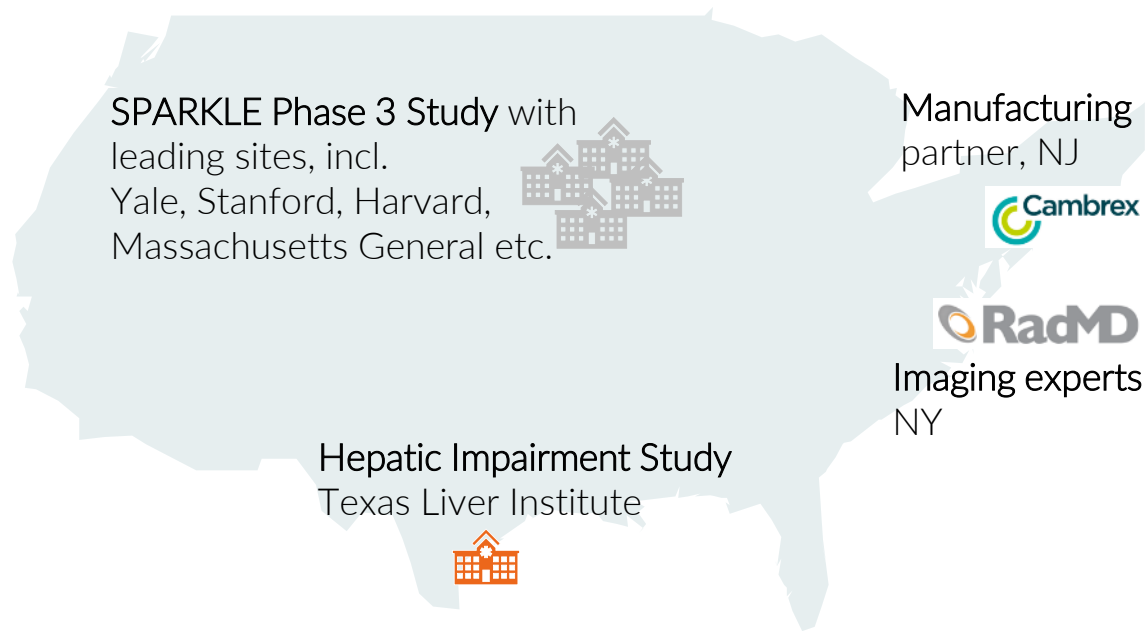 SPARKLE Phase 3 Study with
leading sites, incl.
Yale, Stanford, Harvard,
Massachusetts General etc.
Manufacturing
partner, NJ
Cambrex
RadMD
Imaging experts
NY
Hepatic Impairment Study
Texas Liver Institute